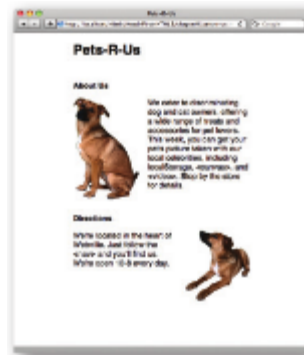 Pets-R-Us
Pets-R-Us
About Us
We cater to discriminating
dog and cat owners, offering
a wide range of treats and
accessories for pet lovers.
This week, you can get your
pet's picture taken with our
local celebrities, including
Stop by the store
for details.
Directions
We're located in the heart of
Just follow the
and you'll find us.
We're open 10-8 every day.